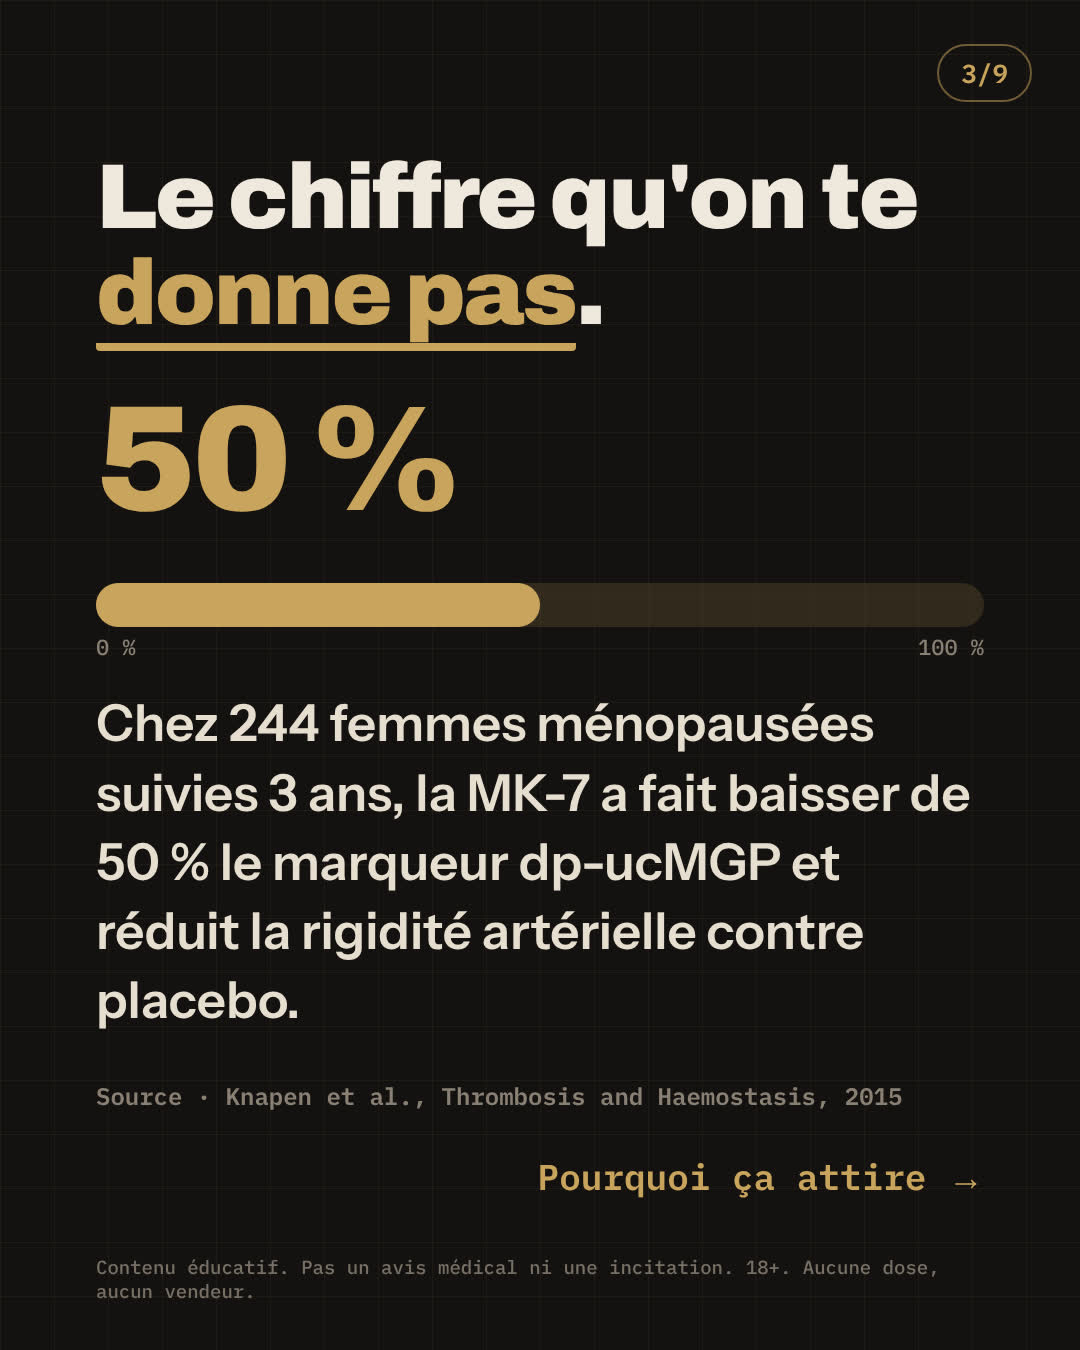 3/9
Le chiffre qu'on te
donne pas.
50 %
0 %
100 %
Chez 244 femmes ménopausées
suivies 3 ans, la MK-7 a fait baisser de
50 % le marqueur dp-ucMGP et
réduit la rigidité artérielle contre
placebo.
Source · Knapen et al., Thrombosis and Haemostasis, 2015
Pourquoi ça attire →
Contenu éducatif. Pas un avis médical ni une incitation. 18+. Aucune dose,
aucun vendeur.